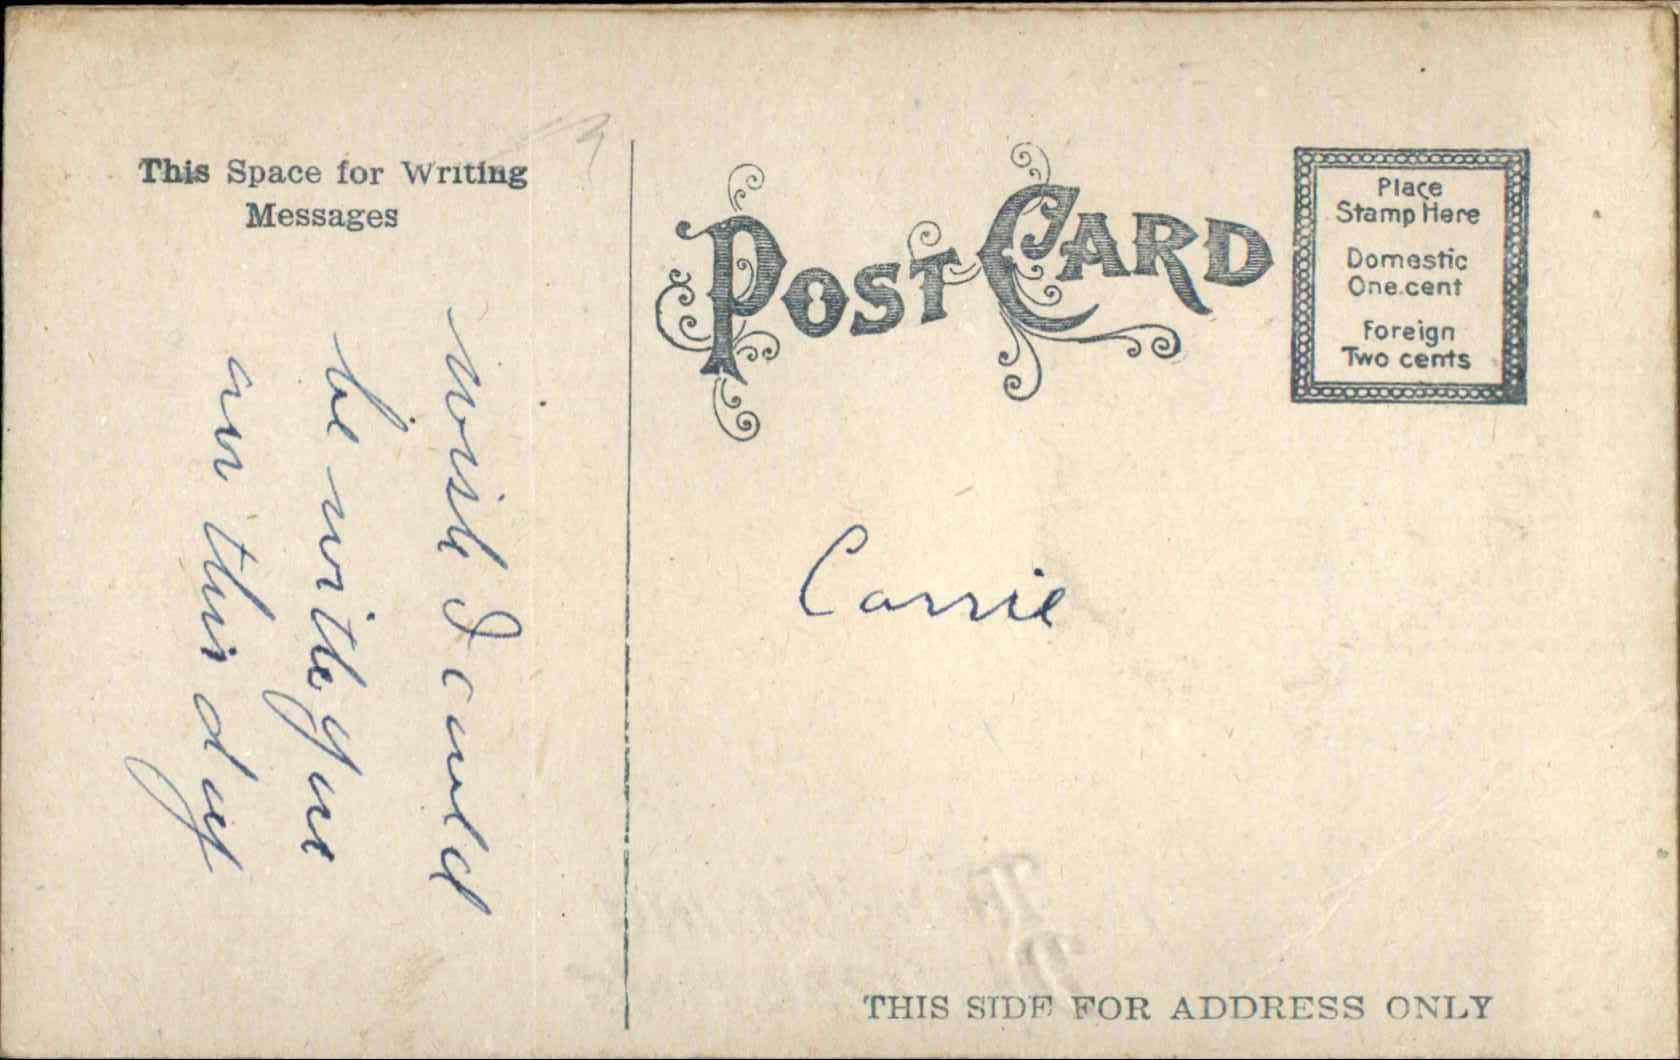 This Space for Writing
Messages
Wish I could
be with you
on this day
POST CARD
Place
Stamp Here
Domestic
One cent
Foreign
Two cents
Carrie
THIS SIDE FOR ADDRESS ONLY